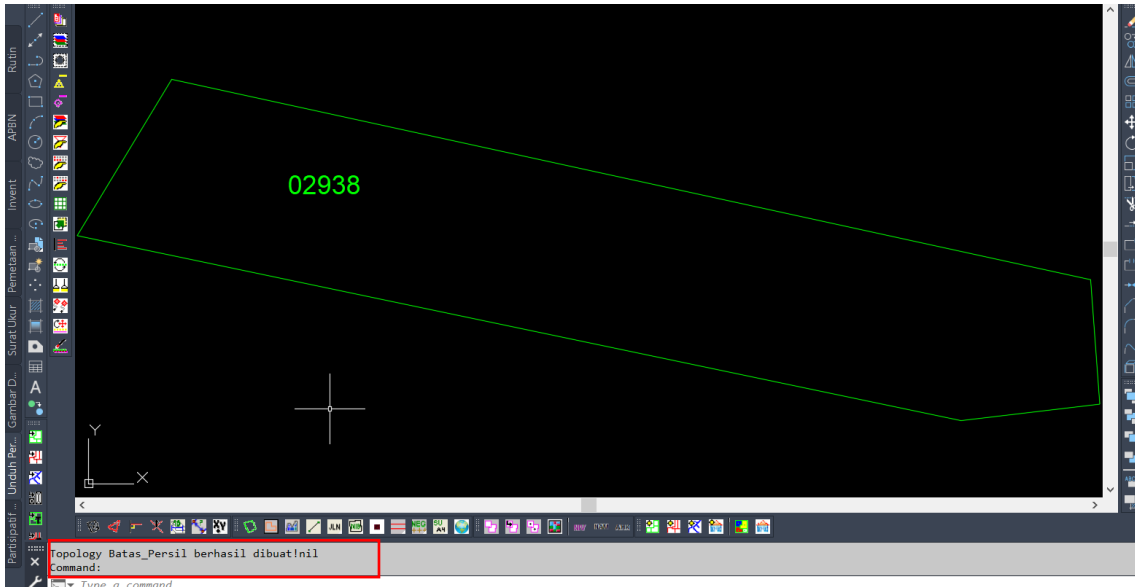 Rutin
APBN
Invent
Pemetaan ...
Surat Ukur
Gambar D...
Unduh Per...
Partisipatif ...
02938
Y
X
JLN
Topology Batas_Persil berhasil dibuat!nil
Command:
Type a command